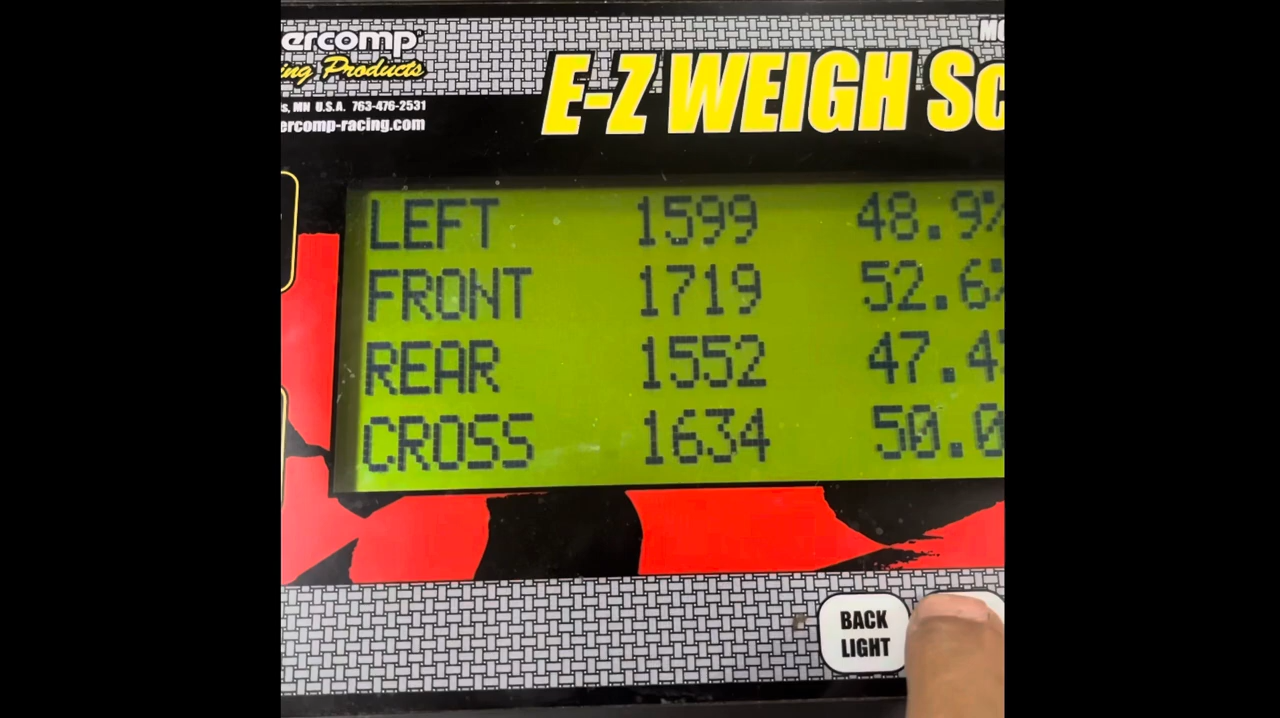 ercomp
ing Products
s, MN U.S.A. 763-476-2531
ercomp-racing.com
MO
E-Z WEIGH Sc
LEFT 1599 48.9%
FRONT 1719 52.6%
REAR 1552 47.4%
CROSS 1634 50.0
BACK
LIGHT